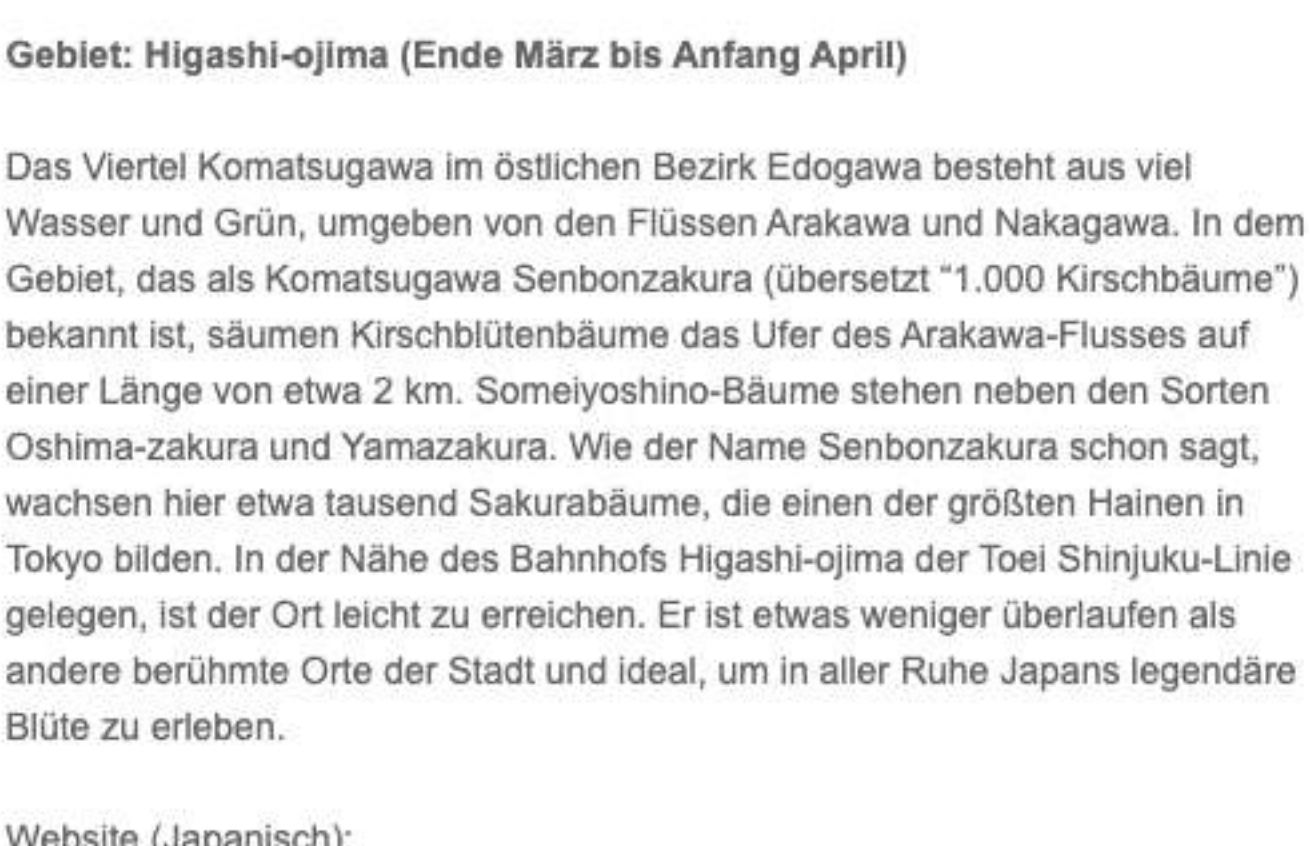 Gebiet: Higashi-ojima (Ende März bis Anfang April)
Das Viertel Komatsugawa im östlichen Bezirk Edogawa besteht aus viel
Wasser und Grün, umgeben von den Flüssen Arakawa und Nakagawa. In dem
Gebiet, das als Komatsugawa Senbonzakura (übersetzt “1.000 Kirschbäume”)
bekannt ist, säumen Kirschblütenbäume das Ufer des Arakawa-Flusses auf
einer Länge von etwa 2 km. Someiyoshino-Bäume stehen neben den Sorten
Oshima-zakura und Yamazakura. Wie der Name Senbonzakura schon sagt,
wachsen hier etwa tausend Sakurabäume, die einen der größten Hainen in
Tokyo bilden. In der Nähe des Bahnhofs Higashi-ojima der Toei Shinjuku-Linie
gelegen, ist der Ort leicht zu erreichen. Er ist etwas weniger überlaufen als
andere berühmte Orte der Stadt und ideal, um in aller Ruhe Japans legendäre
Blüte zu erleben.
Website (Japanisch):